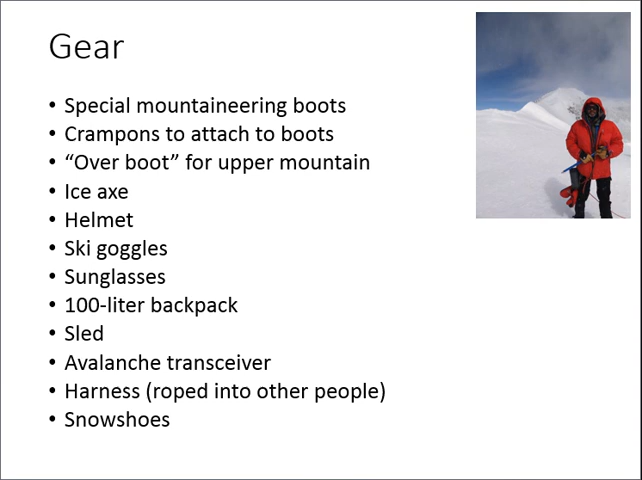 Gear
• Special mountaineering boots
• Crampons to attach to boots
• “Over boot” for upper mountain
• Ice axe
• Helmet
• Ski goggles
• Sunglasses
• 100-liter backpack
• Sled
• Avalanche transceiver
• Harness (roped into other people)
• Snowshoes